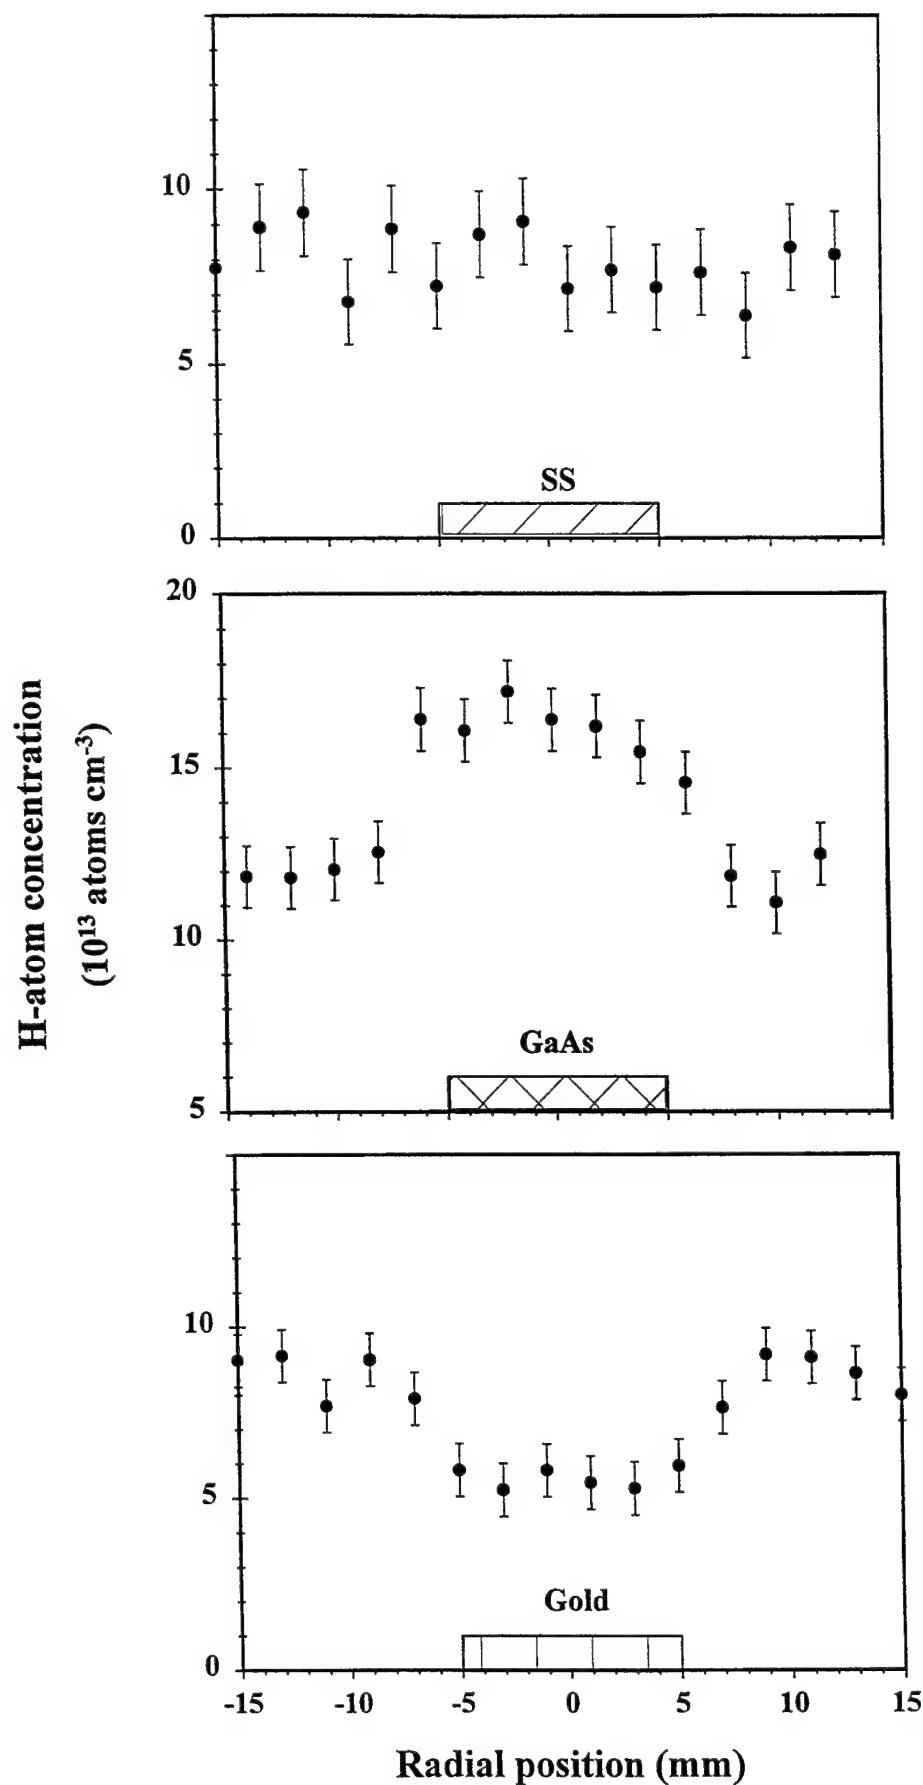 10
5
0
SS
20
15
10
5
GaAs
H-atom concentration
(10¹³ atoms cm⁻³)
10
5
0
Gold
-15 -10 -5 0 5 10 15
Radial position (mm)